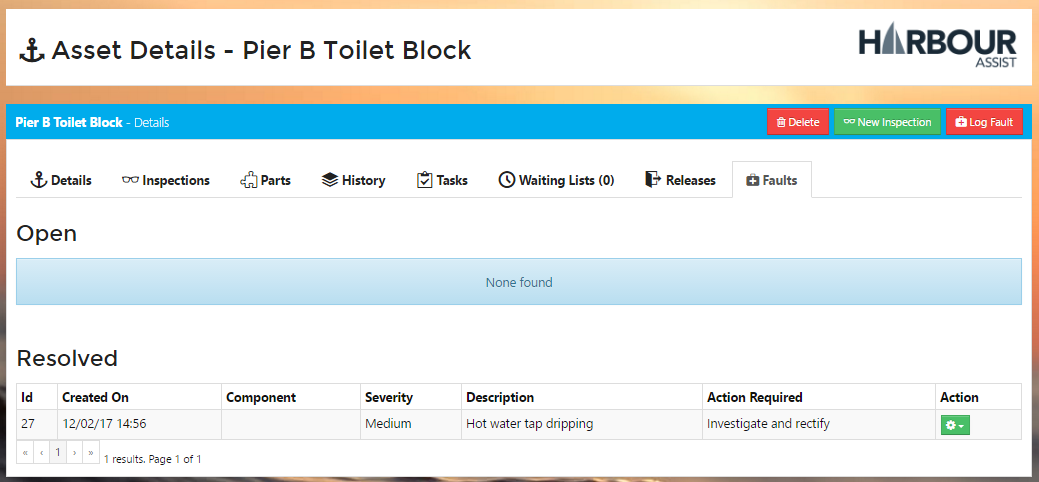 Asset Details - Pier B Toilet Block
HARBOUR
ASSIST
Pier B Toilet Block - Details
Delete
New Inspection
Log Fault
Details Inspections Parts History Tasks Waiting Lists (0) Releases Faults
Open
None found
Resolved
Id Created On Component Severity Description Action Required Action
27 12/02/17 14:56 Medium Hot water tap dripping Investigate and rectify
« ‹ 1 › » 1 results. Page 1 of 1